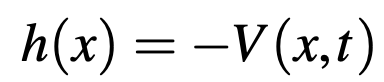 h(x) = −V(x,t)